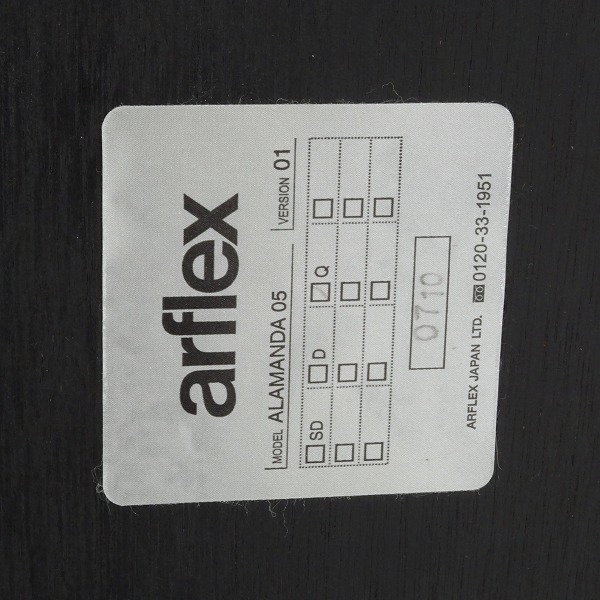 arflex
MODEL ALAMANDA 05 VERSION 01
☐ SD ☐ D ☑ Q ☐
0710
ARFLEX JAPAN LTD. 0120-33-1951